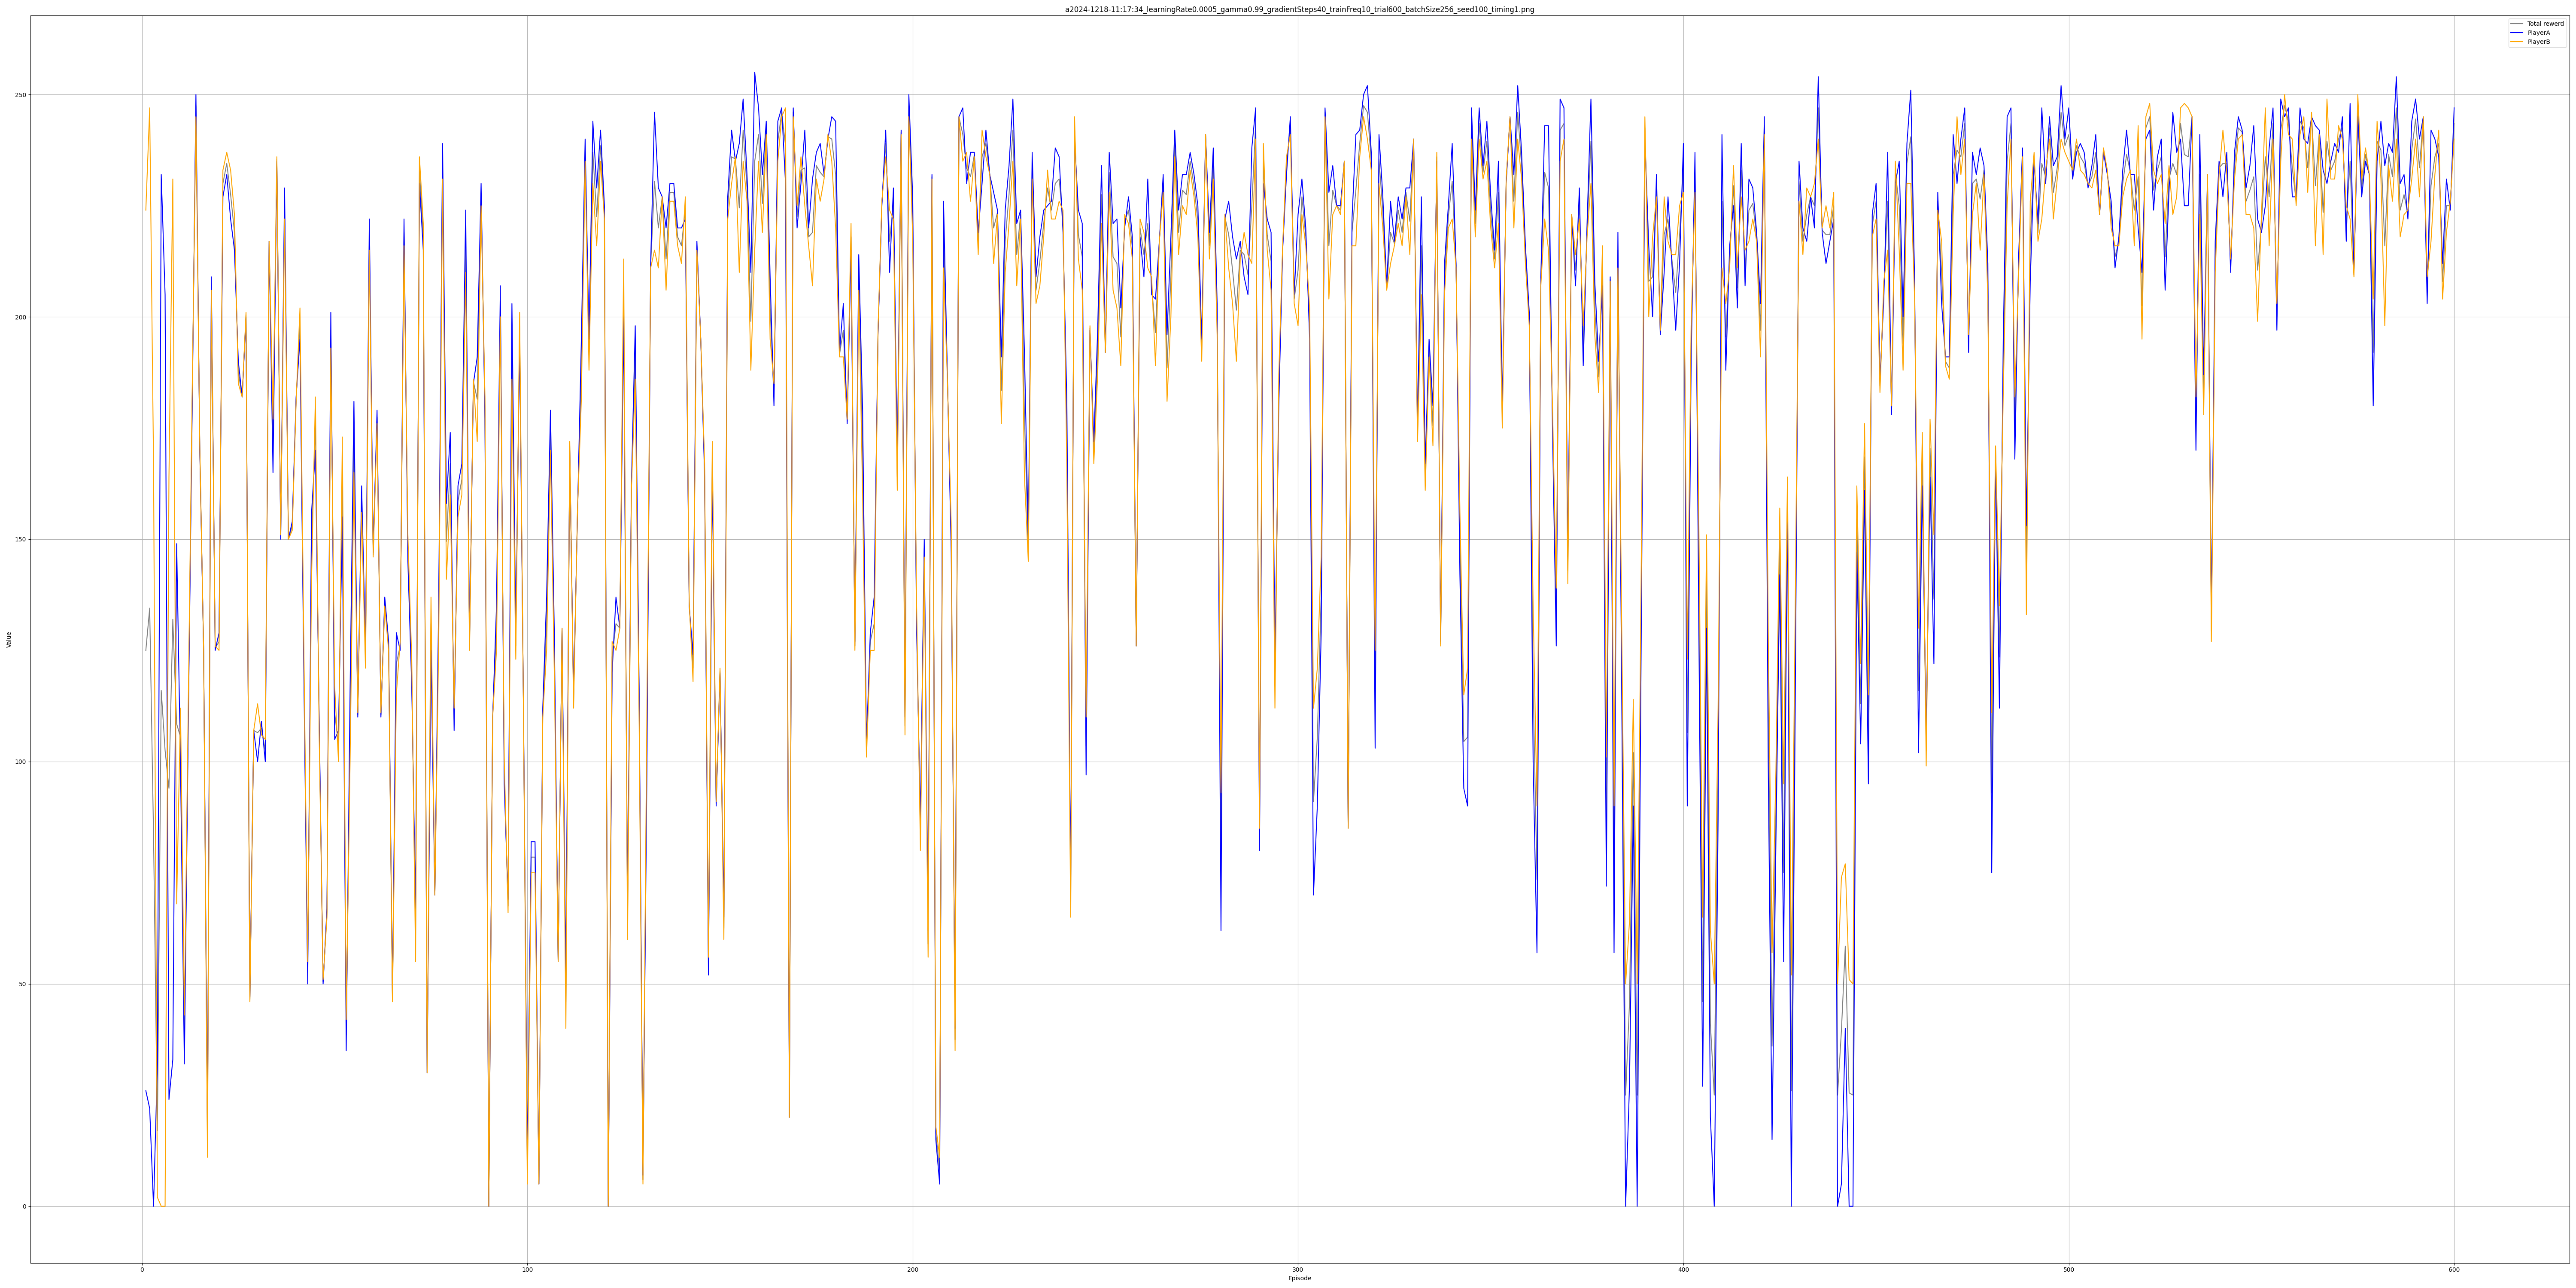 a2024-1218-11:17:34_learningRate0.0005_gamma0.99_gradientSteps40_trainFreq10_trial600_batchSize256_seed100_timing1.png
Total rewerd
PlayerA
PlayerB
250
200
150
100
50
0
Value
0 100 200 300 400 500 600
Episode